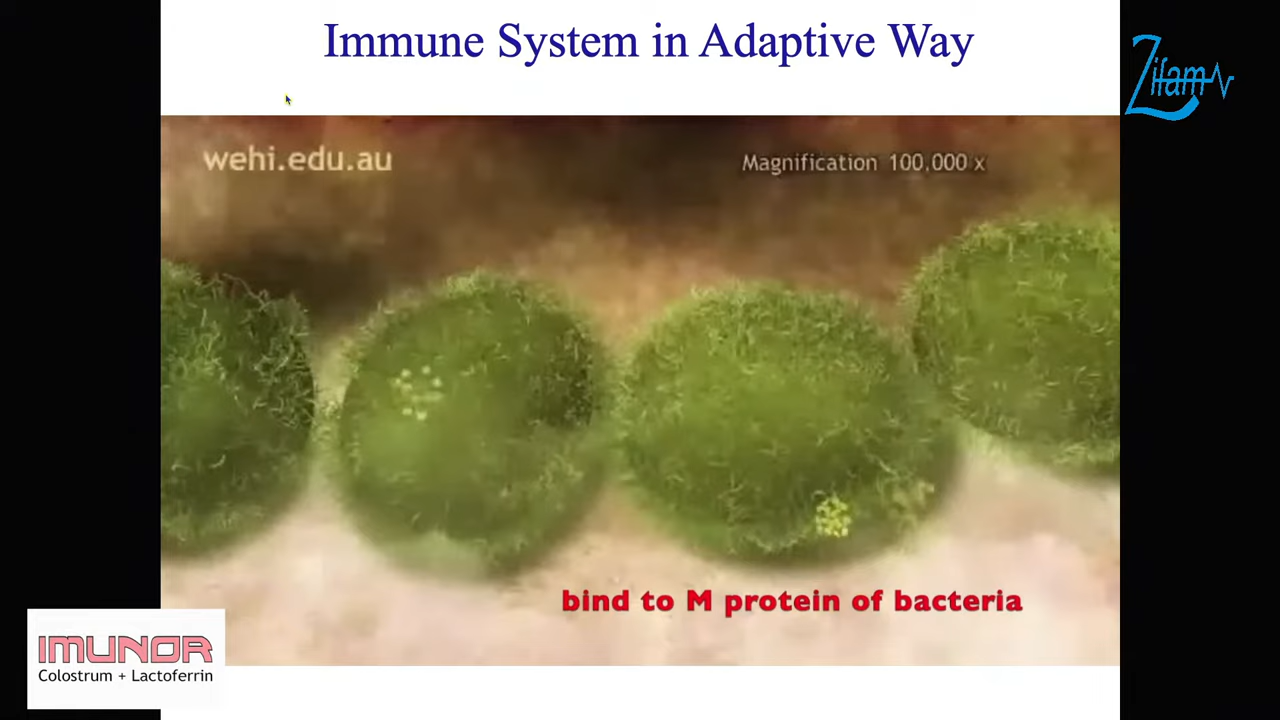 Immune System in Adaptive Way
Zifam
wehi.edu.au
Magnification 100,000 x
bind to M protein of bacteria
IMUNOR
Colostrum + Lactoferrin